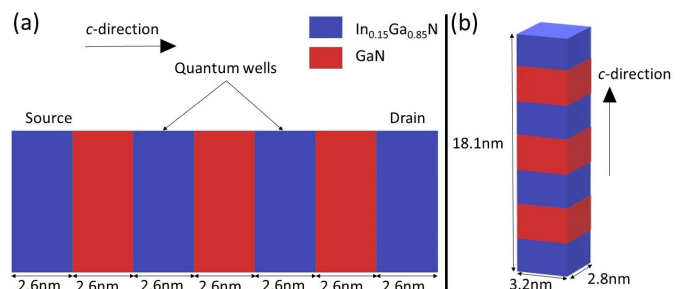 (a)
c-direction
In0.15Ga0.85N
GaN
Quantum wells
Source
Drain
2.6nm 2.6nm 2.6nm 2.6nm 2.6nm 2.6nm 2.6nm
(b)
c-direction
18.1nm
3.2nm
2.8nm